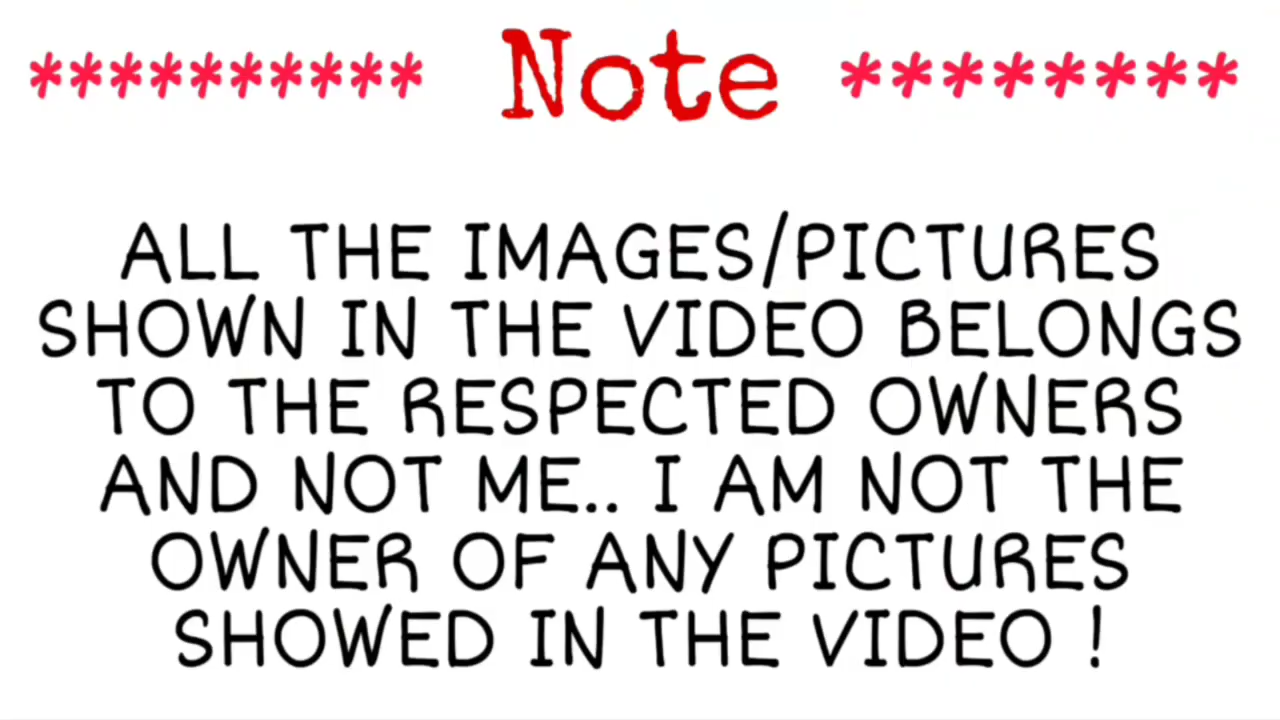 ********** Note ********
ALL THE IMAGES/PICTURES
SHOWN IN THE VIDEO BELONGS
TO THE RESPECTED OWNERS
AND NOT ME.. I AM NOT THE
OWNER OF ANY PICTURES
SHOWED IN THE VIDEO !